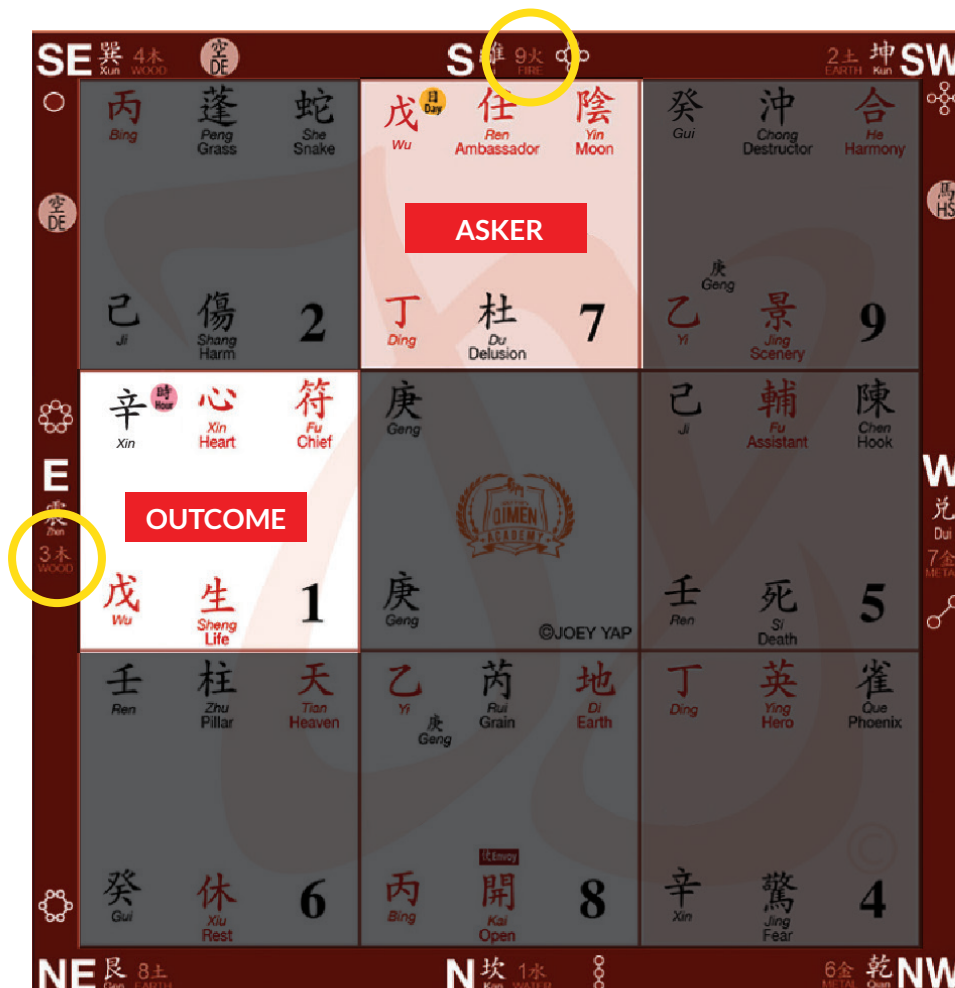 SE 巽 Xun 4木 WOOD 空 DE S 離 9火 FIRE 2土 EARTH 坤 Kun SW
丙 Bing 蓬 Peng Grass 蛇 She Snake
戊 Wu 日 Day 任 Ren Ambassador 陰 Yin Moon
癸 Gui 沖 Chong Destructor 合 He Harmony
空 DE
馬 HS
ASKER
庚 Geng
己 Ji 傷 Shang Harm 2
丁 Ding 杜 Du Delusion 7
乙 Yi 景 Jing Scenery 9
辛 Xin 時 Hour 心 Xin Heart 符 Fu Chief
庚 Geng
己 Ji 輔 Fu Assistant 陳 Chen Hook
E 震 Zhen 3木 WOOD
W 兌 Dui 7金 METAL
OUTCOME
QIMEN
ACADEMY
戊 Wu 生 Sheng Life 1
庚 Geng
©JOEY YAP
壬 Ren 死 Si Death 5
壬 Ren 柱 Zhu Pillar 天 Tian Heaven
乙 Yi 庚 Geng 芮 Rui Grain 地 Di Earth
丁 Ding 英 Ying Hero 雀 Que Phoenix
癸 Gui 休 Xiu Rest 6
丙 Bing Envoy 開 Kai Open 8
辛 Xin 驚 Jing Fear 4
©
NE 艮 Gen 8土 EARTH N 坎 Kan 1水 WATER 6金 METAL 乾 Qian NW